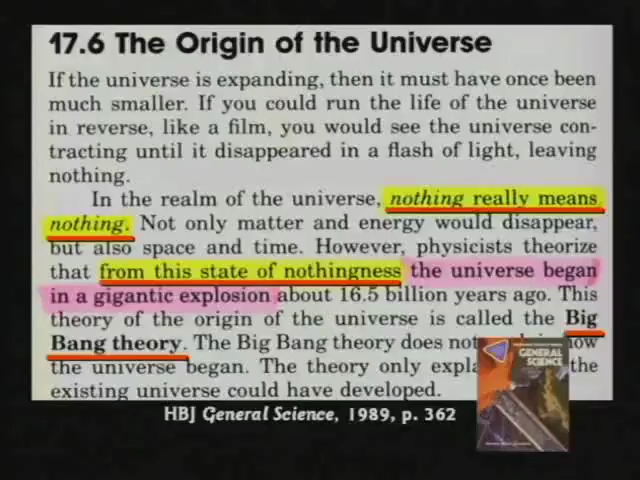 17.6 The Origin of the Universe
If the universe is expanding, then it must have once been
much smaller. If you could run the life of the universe
in reverse, like a film, you would see the universe con-
tracting until it disappeared in a flash of light, leaving
nothing.
In the realm of the universe, nothing really means
nothing. Not only matter and energy would disappear,
but also space and time. However, physicists theorize
that from this state of nothingness the universe began
in a gigantic explosion about 16.5 billion years ago. This
theory of the origin of the universe is called the Big
Bang theory. The Big Bang theory does not
the universe began. The theory only the
existing universe could have developed.
GENERAL
SCIENCE
HBJ General Science, 1989, p. 362